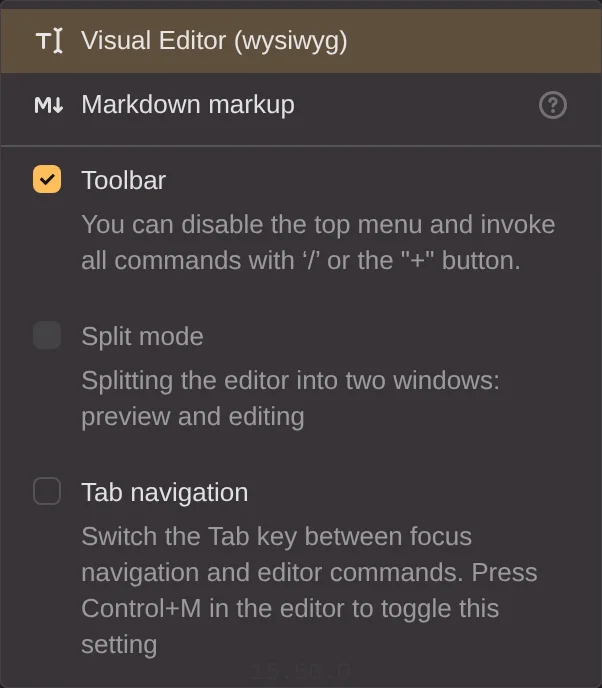 Visual Editor (wysiwyg)
Markdown markup
Toolbar
You can disable the top menu and invoke
all commands with ‘/’ or the "+" button.
Split mode
Splitting the editor into two windows:
preview and editing
Tab navigation
Switch the Tab key between focus
navigation and editor commands. Press
Control+M in the editor to toggle this
setting